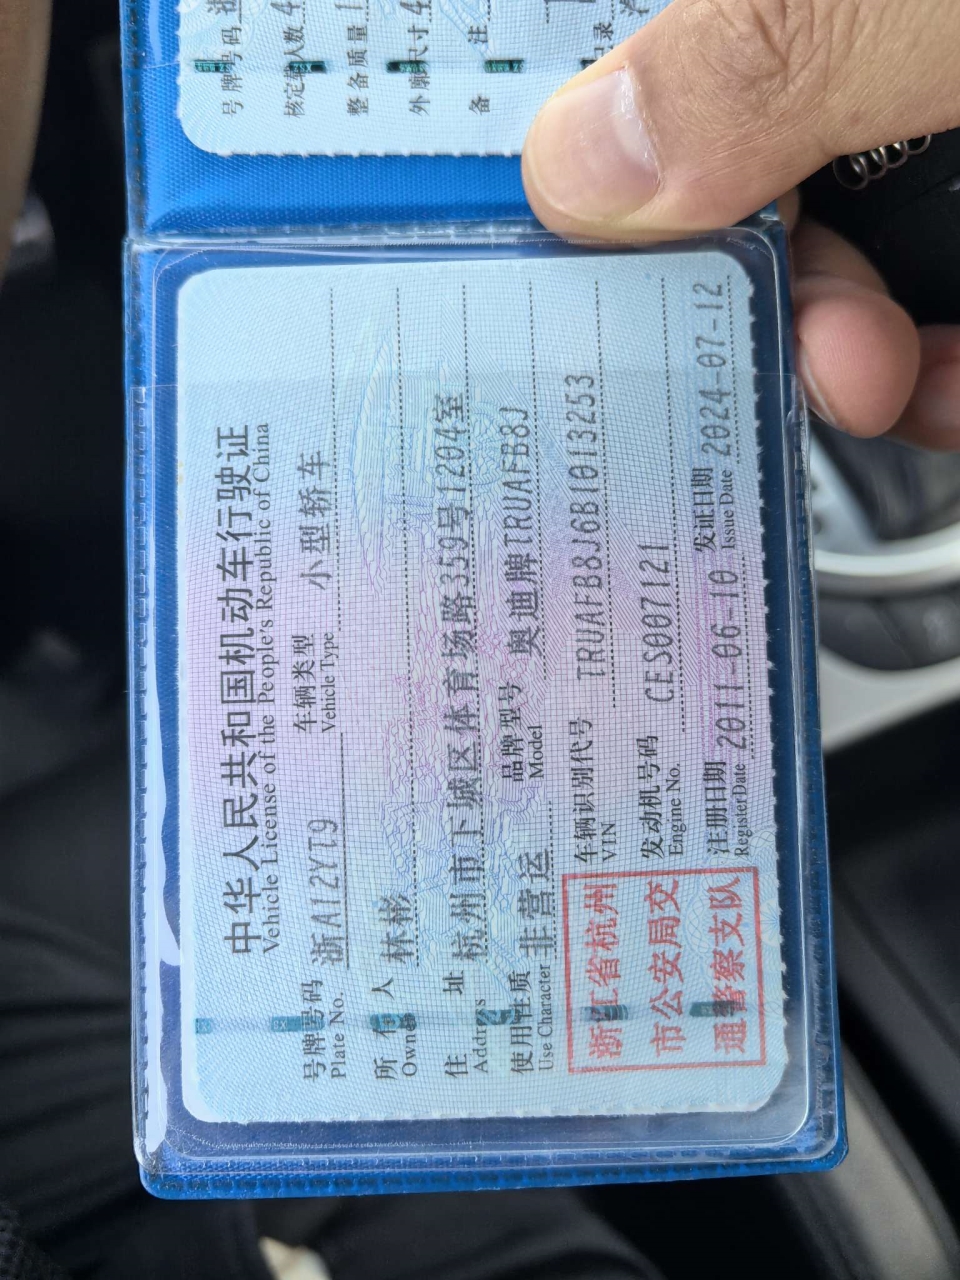 号牌号码 浙
核定载人数 4
整备质量 1
外廓尺寸 4
备 注
中华人民共和国机动车行驶证
Vehicle License of the People's Republic of China
号牌号码 浙A12YT9 车辆类型 小型轿车
Plate No. Vehicle Type
所有人 林彬
Owner
住 址 杭州市下城区体育场路359号1204室
Address
使用性质 非营运 品牌型号 奥迪牌TRUAFB8J
Use Character Model
车辆识别代号 TRUAFB8J6B1013253
VIN
发动机号码 CES007121
Engine No.
注册日期 2011-06-10 发证日期 2024-07-12
Register Date Issue Date
浙江省杭州
市公安局交
通警察支队